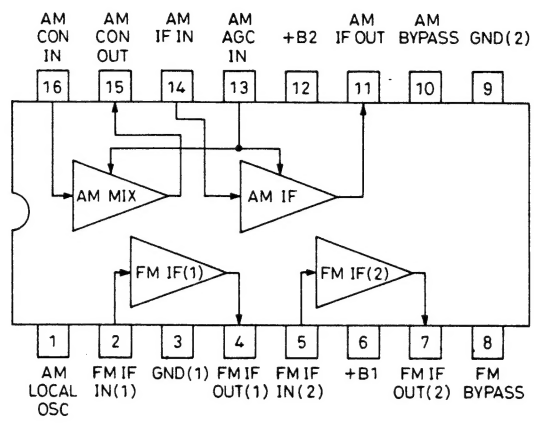 AM CON IN
AM CON OUT
AM IF IN
AM AGC IN
+B2
AM IF OUT
AM BYPASS
GND(2)
16
15
14
13
12
11
10
9
AM MIX
AM IF
FM IF(1)
FM IF(2)
1
2
3
4
5
6
7
8
AM LOCAL OSC
FM IF IN(1)
GND(1)
FM IF OUT(1)
FM IF IN(2)
+B1
FM IF OUT(2)
FM BYPASS